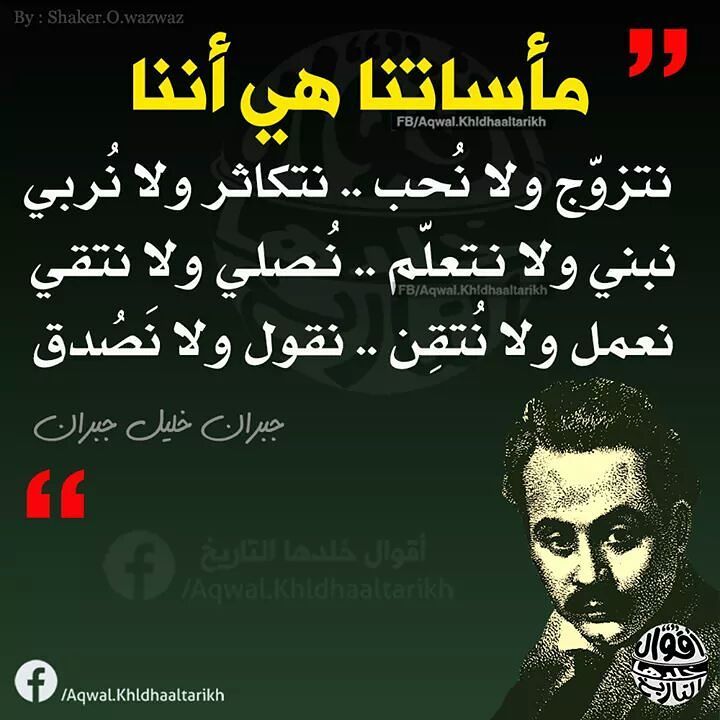 By : Shaker.O.wazwaz
”
مأساتنا هي أننا
FB/Aqwal.Khldhaaltarikh
نتزوّج ولا نُحب .. نتكاثر ولا نُربي
نبني ولا نتعلّم .. نُصلي ولا نتقي
FB/Aqwal.Khldhaaltarikh
نعمل ولا نُتقِن .. نقول ولا نَصُدق
جبران خليل جبران
“
أقوال خلدها التاريخ
/Aqwal.Khldhaaltarikh
أقوال
خلدها
التاريخ
f /Aqwal.Khldhaaltarikh